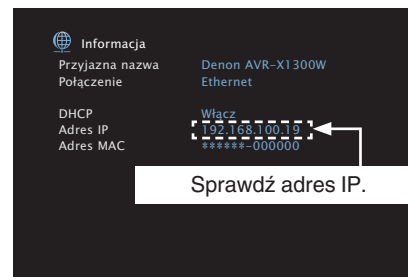 Informacja
Przyjazna nazwa Denon AVR-X1300W
Połączenie Ethernet
DHCP Włącz
Adres IP 192.168.100.19
Adres MAC ******-000000
Sprawdź adres IP.